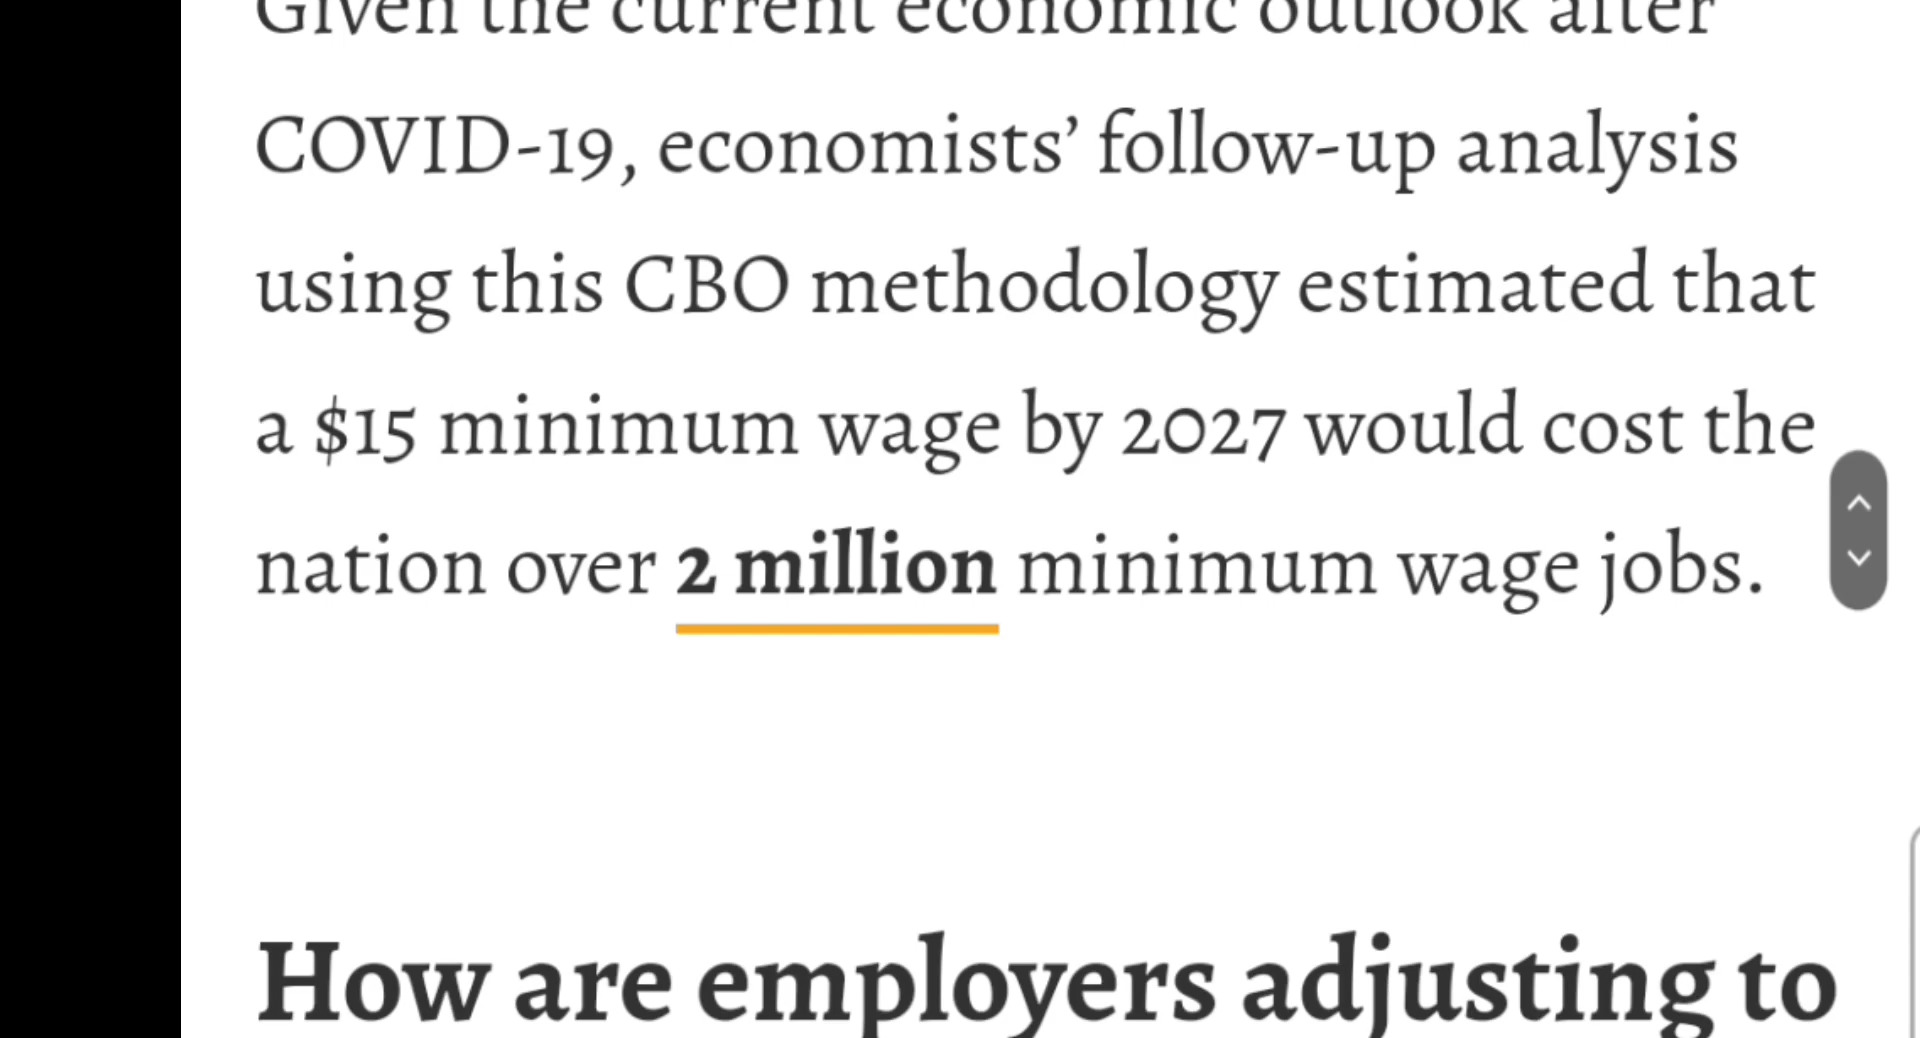 Given the current economic outlook after
COVID-19, economists’ follow-up analysis
using this CBO methodology estimated that
a $15 minimum wage by 2027 would cost the
nation over 2 million minimum wage jobs.
How are employers adjusting to